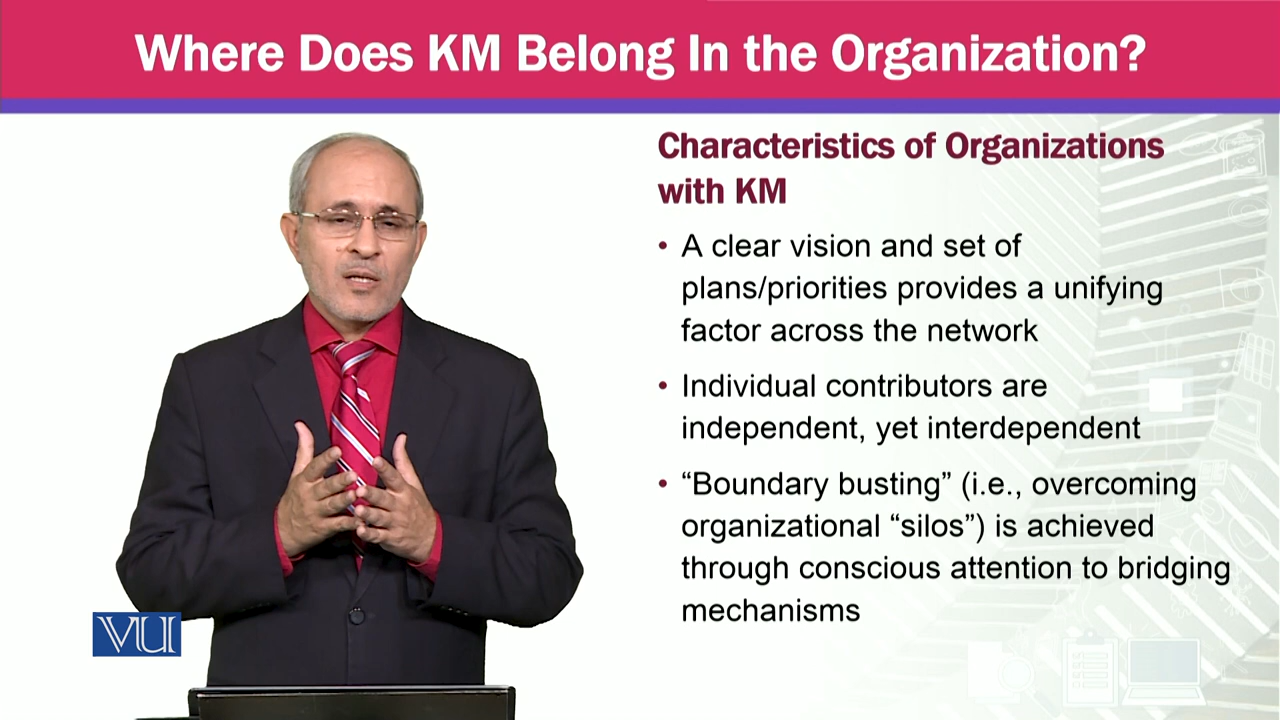 Where Does KM Belong In the Organization?
Characteristics of Organizations
with KM
• A clear vision and set of
plans/priorities provides a unifying
factor across the network
• Individual contributors are
independent, yet interdependent
• “Boundary busting” (i.e., overcoming
organizational “silos”) is achieved
through conscious attention to bridging
mechanisms
VU